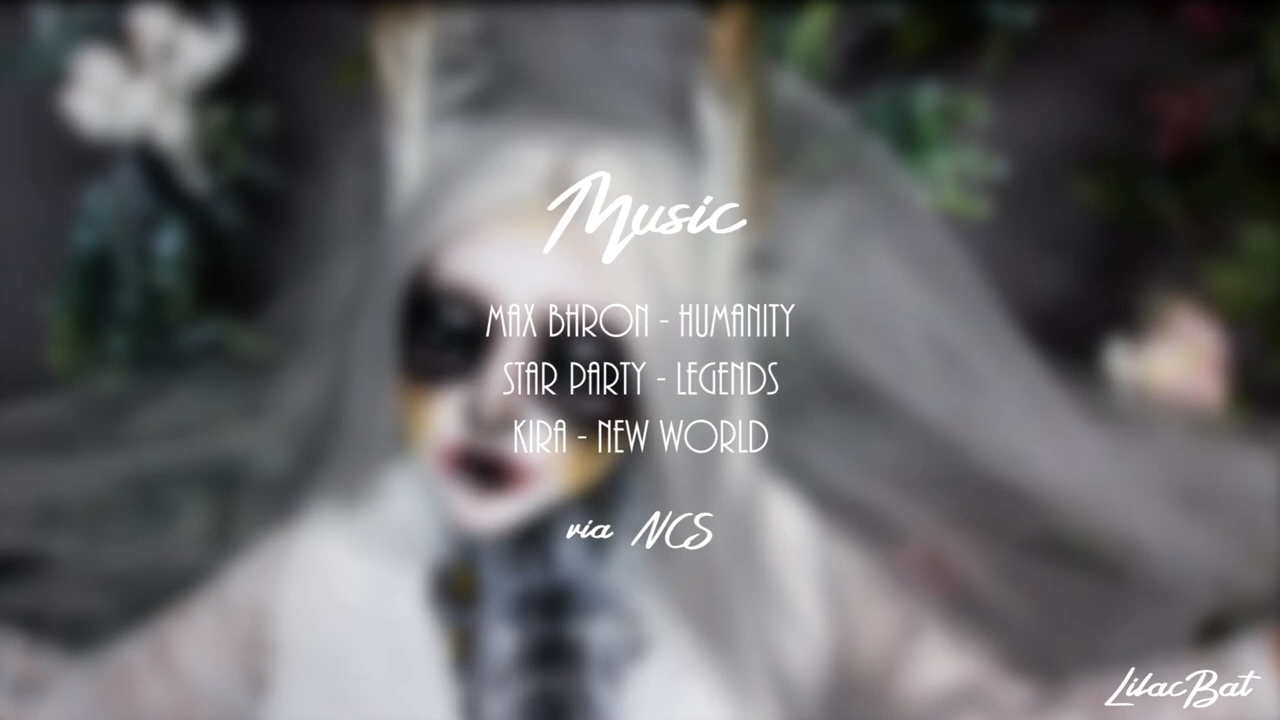 Music
MAX BHRON - HUMANITY
STAR PARTY - LEGENDS
KIRA - NEW WORLD
via NCS
LilacBat